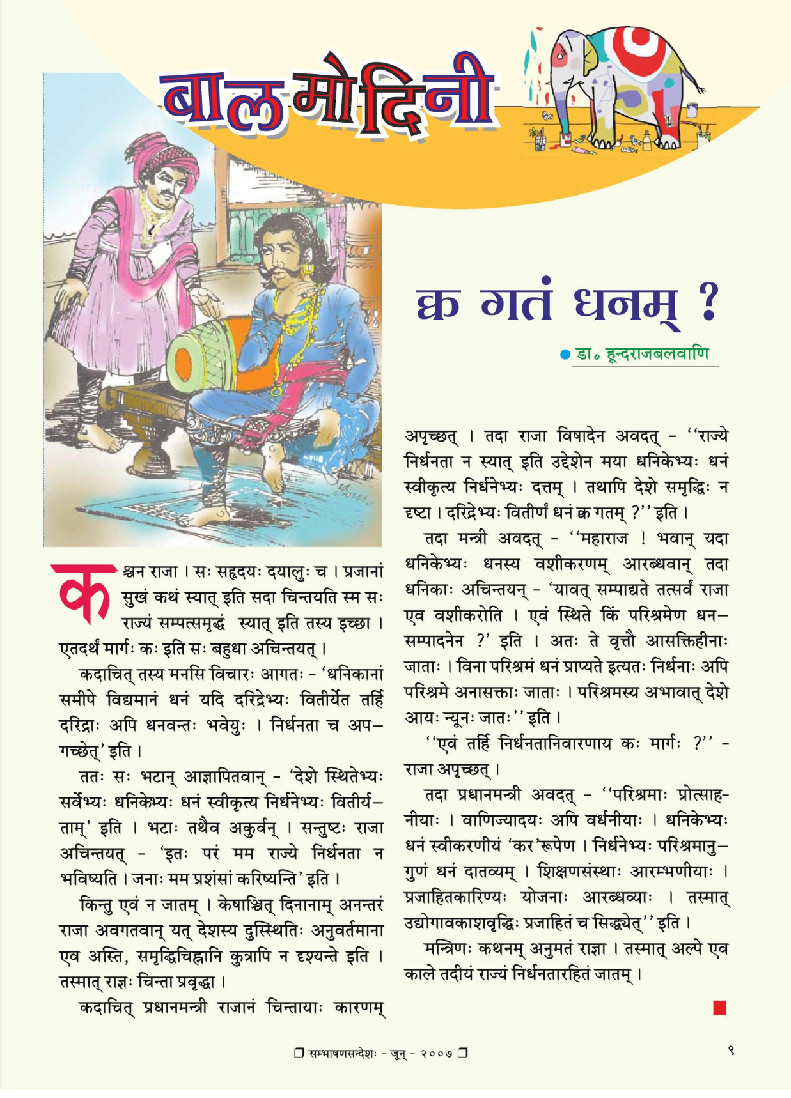 बालमोदिनी
क्व गतं धनम् ?
● डा० हून्दराजबलवाणि
कश्चन राजा । सः सहृदयः दयालुः च । प्रजानां
सुखं कथं स्यात् इति सदा चिन्तयति स्म सः
राज्यं सम्पत्समृद्धं स्यात् इति तस्य इच्छा ।
एतदर्थं मार्गः कः इति सः बहुधा अचिन्तयत् ।
कदाचित् तस्य मनसि विचारः आगतः - ‘धनिकानां
समीपे विद्यमानं धनं यदि दरिद्रेभ्यः वितीर्येत तर्हि
दरिद्राः अपि धनवन्तः भवेयुः । निर्धनता च अप-
गच्छेत्’ इति ।
ततः सः भटान् आज्ञापितवान् - ‘देशे स्थितेभ्यः
सर्वेभ्यः धनिकेभ्यः धनं स्वीकृत्य निर्धनेभ्यः वितीर्य-
ताम्’ इति । भटाः तथैव अकुर्वन् । सन्तुष्टः राजा
अचिन्तयत् - ‘इतः परं मम राज्ये निर्धनता न
भविष्यति । जनाः मम प्रशंसां करिष्यन्ति’ इति ।
किन्तु एवं न जातम् । केषाञ्चित् दिनानाम् अनन्तरं
राजा अवगतवान् यत् देशस्य दुस्स्थितिः अनुवर्तमाना
एव अस्ति, समृद्धिचिह्नानि कुत्रापि न दृश्यन्ते इति ।
तस्मात् राज्ञः चिन्ता प्रवृद्धा ।
कदाचित् प्रधानमन्त्री राजानं चिन्तायाः कारणम्
अपृच्छत् । तदा राजा विषादेन अवदत् - ‘‘राज्ये
निर्धनता न स्यात् इति उद्देशेन मया धनिकेभ्यः धनं
स्वीकृत्य निर्धनेभ्यः दत्तम् । तथापि देशे समृद्धिः न
दृष्टा । दरिद्रेभ्यः वितीर्णं धनं क्व गतम् ?’’ इति ।
तदा मन्त्री अवदत् - ‘‘महाराज ! भवान् यदा
धनिकेभ्यः धनस्य वशीकरणम् आरब्धवान् तदा
धनिकाः अचिन्तयन् - ‘यावत् सम्पाद्यते तत्सर्वं राजा
एव वशीकरोति । एवं स्थिते किं परिश्रमेण धन-
सम्पादनेन ?’ इति । अतः ते वृत्तौ आसक्तिहीनाः
जाताः । विना परिश्रमं धनं प्राप्यते इत्यतः निर्धनाः अपि
परिश्रमे अनासक्ताः जाताः । परिश्रमस्य अभावात् देशे
आयः न्यूनः जातः’’ इति ।
‘‘एवं तर्हि निर्धनतानिवारणाय कः मार्गः ?’’ -
राजा अपृच्छत् ।
तदा प्रधानमन्त्री अवदत् - ‘‘परिश्रमाः प्रोत्साह-
नीयाः । वाणिज्यादयः अपि वर्धनीयाः । धनिकेभ्यः
धनं स्वीकरणीयं ‘कर’रूपेण । निर्धनेभ्यः परिश्रमानु-
गुणं धनं दातव्यम् । शिक्षणसंस्थाः आरम्भणीयाः ।
प्रजाहितकारिण्यः योजनाः आरब्धव्याः । तस्मात्
उद्योगावकाशवृद्धिः प्रजाहितं च सिद्ध्येत्’’ इति ।
मन्त्रिणः कथनम् अनुमतं राज्ञा । तस्मात् अल्पे एव
काले तदीयं राज्यं निर्धनतारहितं जातम् ।
❐ सम्भाषणसन्देशः - जून् - २००७ ❐
९